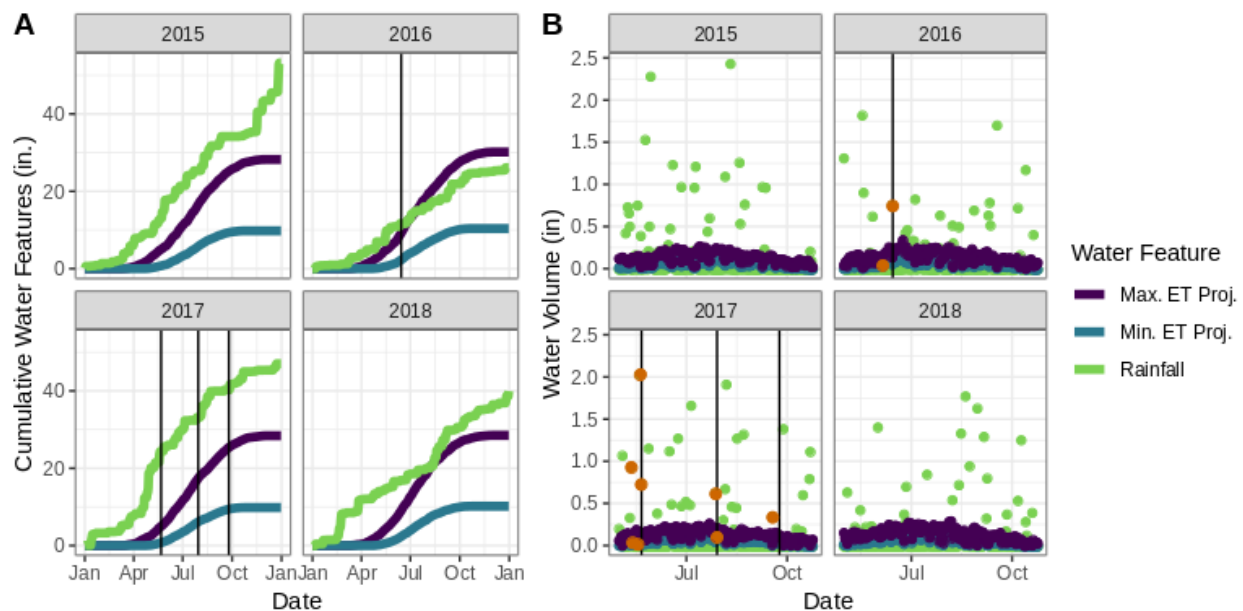 A
B
2015
2016
2015
2016
Cumulative Water Features (in.)
40
20
0
2017
2018
40
20
0
Jan
Apr
Jul
Oct
Jan
Jan
Apr
Jul
Oct
Jan
Date
Water Volume (in)
2.5
2.0
1.5
1.0
0.5
0.0
2017
2018
2.5
2.0
1.5
1.0
0.5
0.0
Jul
Oct
Jul
Oct
Date
Water Feature
Max. ET Proj.
Min. ET Proj.
Rainfall